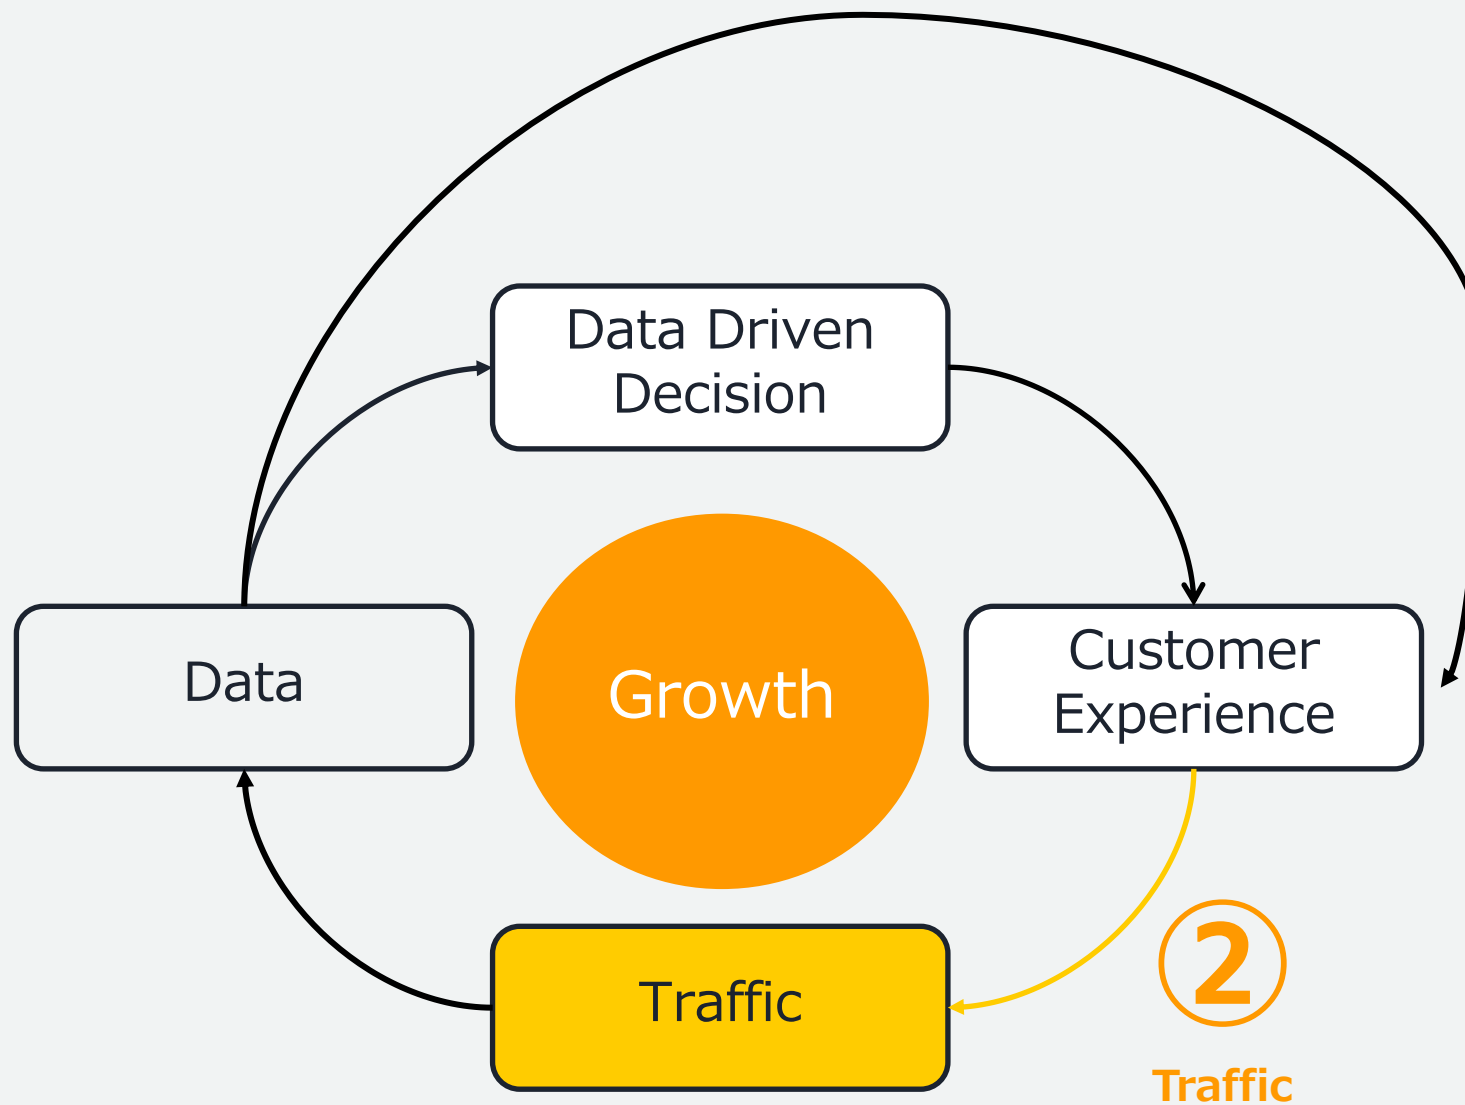 Data Driven
Decision
Data
Growth
Customer
Experience
Traffic
2
Traffic